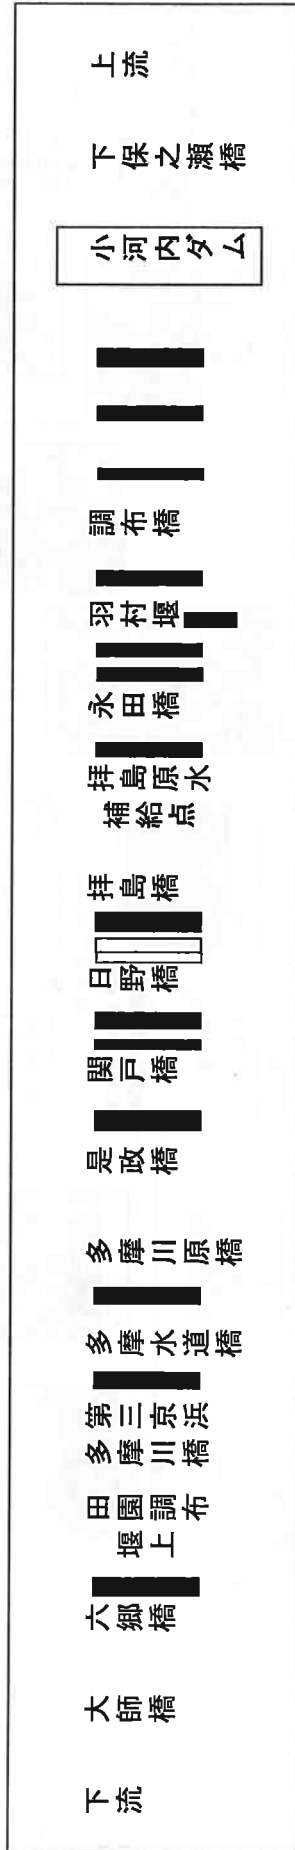 上流
下保之瀬橋
小河内ダム
調布橋
羽村堰
永田橋
拝島原水
補給点
拝島橋
日野橋
関戸橋
是政橋
多摩川原橋
多摩水道橋
第三京浜
多摩川橋
田園調布
堰上
六郷橋
大師橋
下流